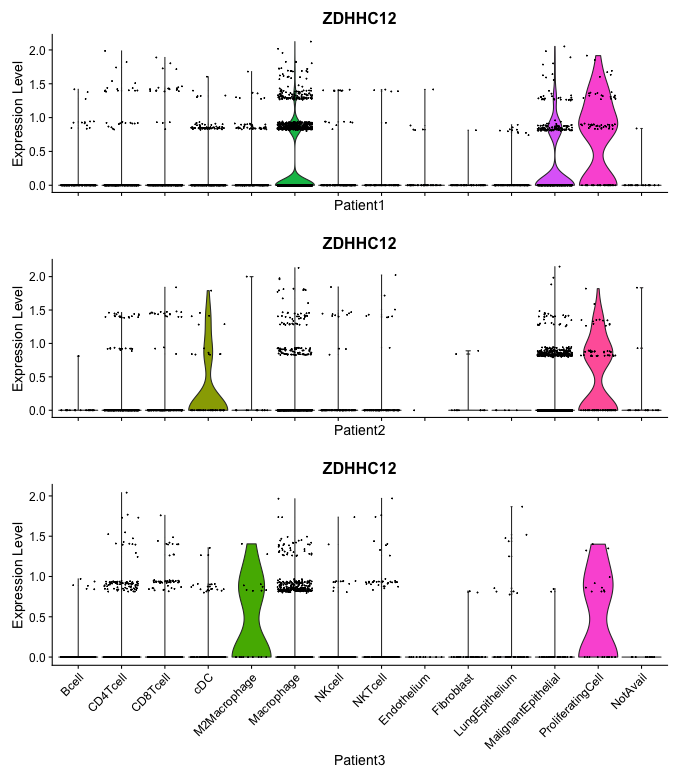 ZDHHC12
Expression Level
2.0
1.5
1.0
0.5
0.0
Patient1
ZDHHC12
Expression Level
2.0
1.5
1.0
0.5
0.0
Patient2
ZDHHC12
Expression Level
2.0
1.5
1.0
0.5
0.0
Bcell
CD4Tcell
CD8Tcell
cDC
M2Macrophage
Macrophage
NKcell
NKTcell
Endothelium
Fibroblast
LungEpithelium
MalignantEpithelial
ProliferatingCell
NotAvail
Patient3